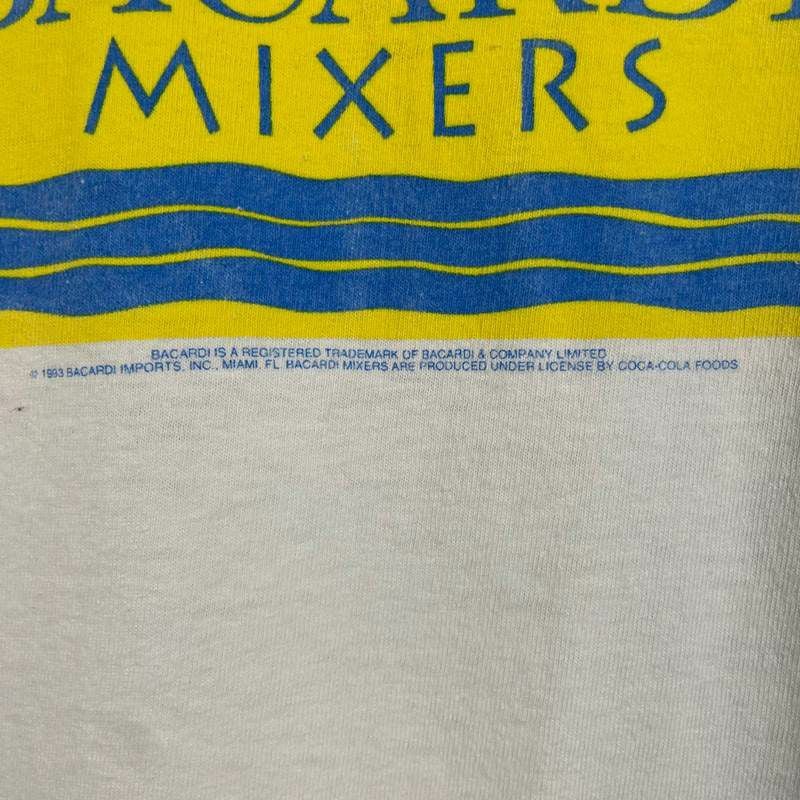 BACARDI
MIXERS
BACARDI IS A REGISTERED TRADEMARK OF BACARDI & COMPANY LIMITED
© 1993 BACARDI IMPORTS, INC., MIAMI, FL. BACARDI MIXERS ARE PRODUCED UNDER LICENSE BY COCA-COLA FOODS